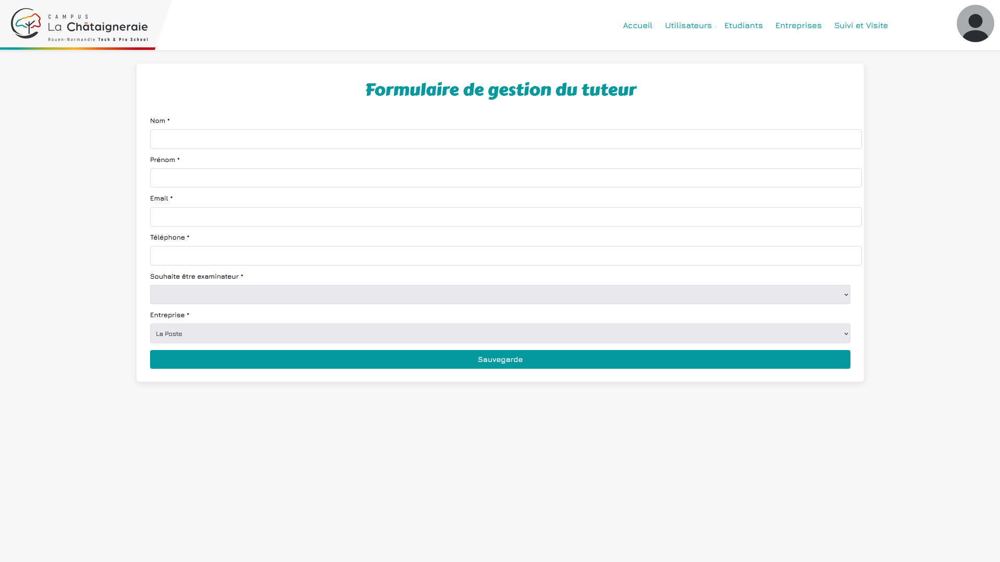 CAMPUS
La Châtaigneraie
Rouen-Normandie Tech & Pro School
Accueil Utilisateurs Etudiants Entreprises Suivi et Visite
Formulaire de gestion du tuteur
Nom *
Prénom *
Email *
Téléphone *
Souhaite être examinateur *
Entreprise *
La Poste
Sauvegarde